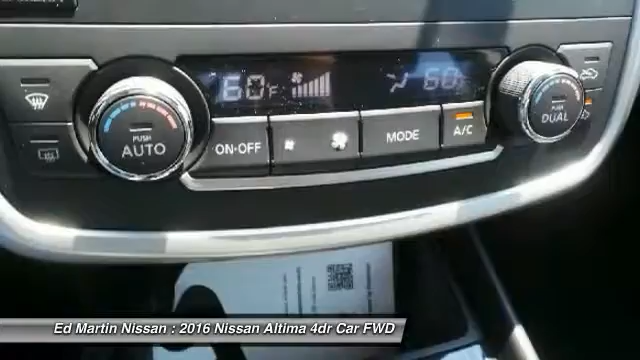 60°F 60°F
PUSH
AUTO
ON·OFF
MODE
A/C
PUSH
DUAL
Ed Martin Nissan : 2016 Nissan Altima 4dr Car FWD